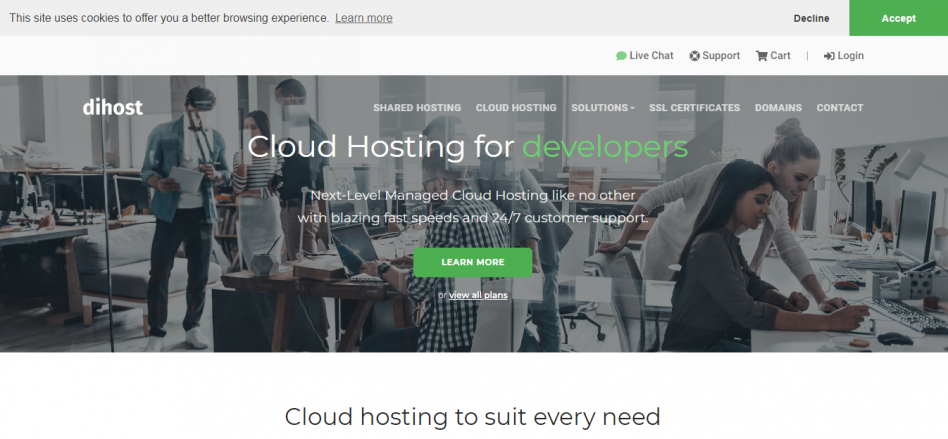 This site uses cookies to offer you a better browsing experience. Learn more
Decline
Accept
Live Chat
Support
Cart
|
Login
dihost
SHARED HOSTING
CLOUD HOSTING
SOLUTIONS
SSL CERTIFICATES
DOMAINS
CONTACT
Cloud Hosting for developers
Next-Level Managed Cloud Hosting like no other
with blazing fast speeds and 24/7 customer support.
LEARN MORE
or view all plans
Cloud hosting to suit every need